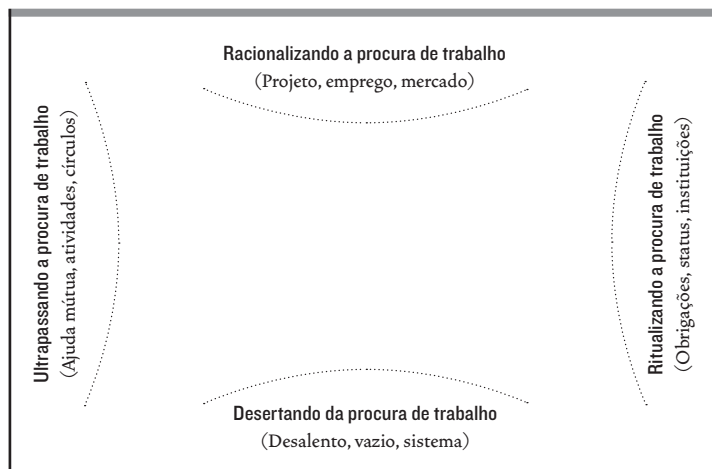 Racionalizando a procura de trabalho
(Projeto, emprego, mercado)
Ultrapassando a procura de trabalho
(Ajuda mútua, atividades, círculos)
Ritualizando a procura de trabalho
(Obrigações, status, instituições)
Desertando da procura de trabalho
(Desalento, vazio, sistema)